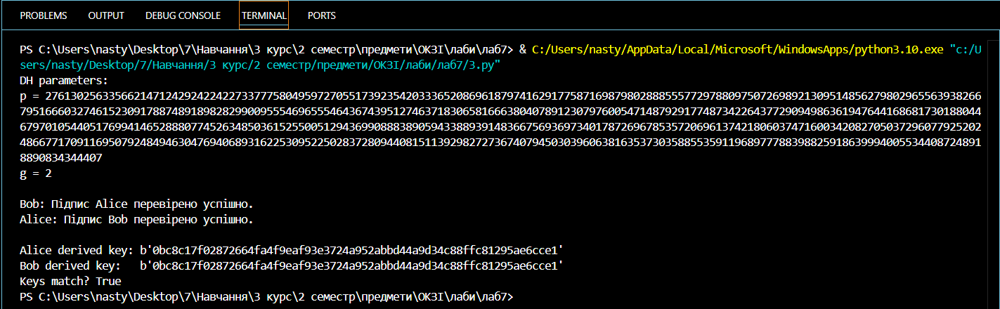 PROBLEMS OUTPUT DEBUG CONSOLE TERMINAL PORTS
PS C:\Users\nasty\Desktop\7\Навчання\3 курс\2 семестр\предмети\ОКЗІ\лаби\лаб7> & C:/Users/nasty/AppData/Local/Microsoft/WindowsApps/python3.10.exe "c:/U
sers/nasty/Desktop/7/Навчання/3 курс/2 семестр/предмети/ОКЗІ/лаби/лаб7/3.py"
DH parameters:
p = 2761302563356621471242924224227337775804959727055173923542033365208696187974162917758716987980288855577297880975072698921309514856279802965563938266
79516660327461523091788748918982829900955546965554643674395127463718306581666380407891230797600547148792917748734226437729094986361947644168681730188044
67970105440517699414652888077452634850361525500512943699088838905943388939148366756936973401787269678535720696137421806037471600342082705037296077925202
48667717091169507924849463047694068931622530952250283728094408151139298272736740794503039606381635373035885535911968977788398825918639994005534408724891
8890834344407
g = 2
Bob: Підпис Alice перевірено успішно.
Alice: Підпис Bob перевірено успішно.
Alice derived key: b'0bc8c17f02872664fa4f9eaf93e3724a952abbd44a9d34c88ffc81295ae6cce1'
Bob derived key:   b'0bc8c17f02872664fa4f9eaf93e3724a952abbd44a9d34c88ffc81295ae6cce1'
Keys match? True
PS C:\Users\nasty\Desktop\7\Навчання\3 курс\2 семестр\предмети\ОКЗІ\лаби\лаб7>